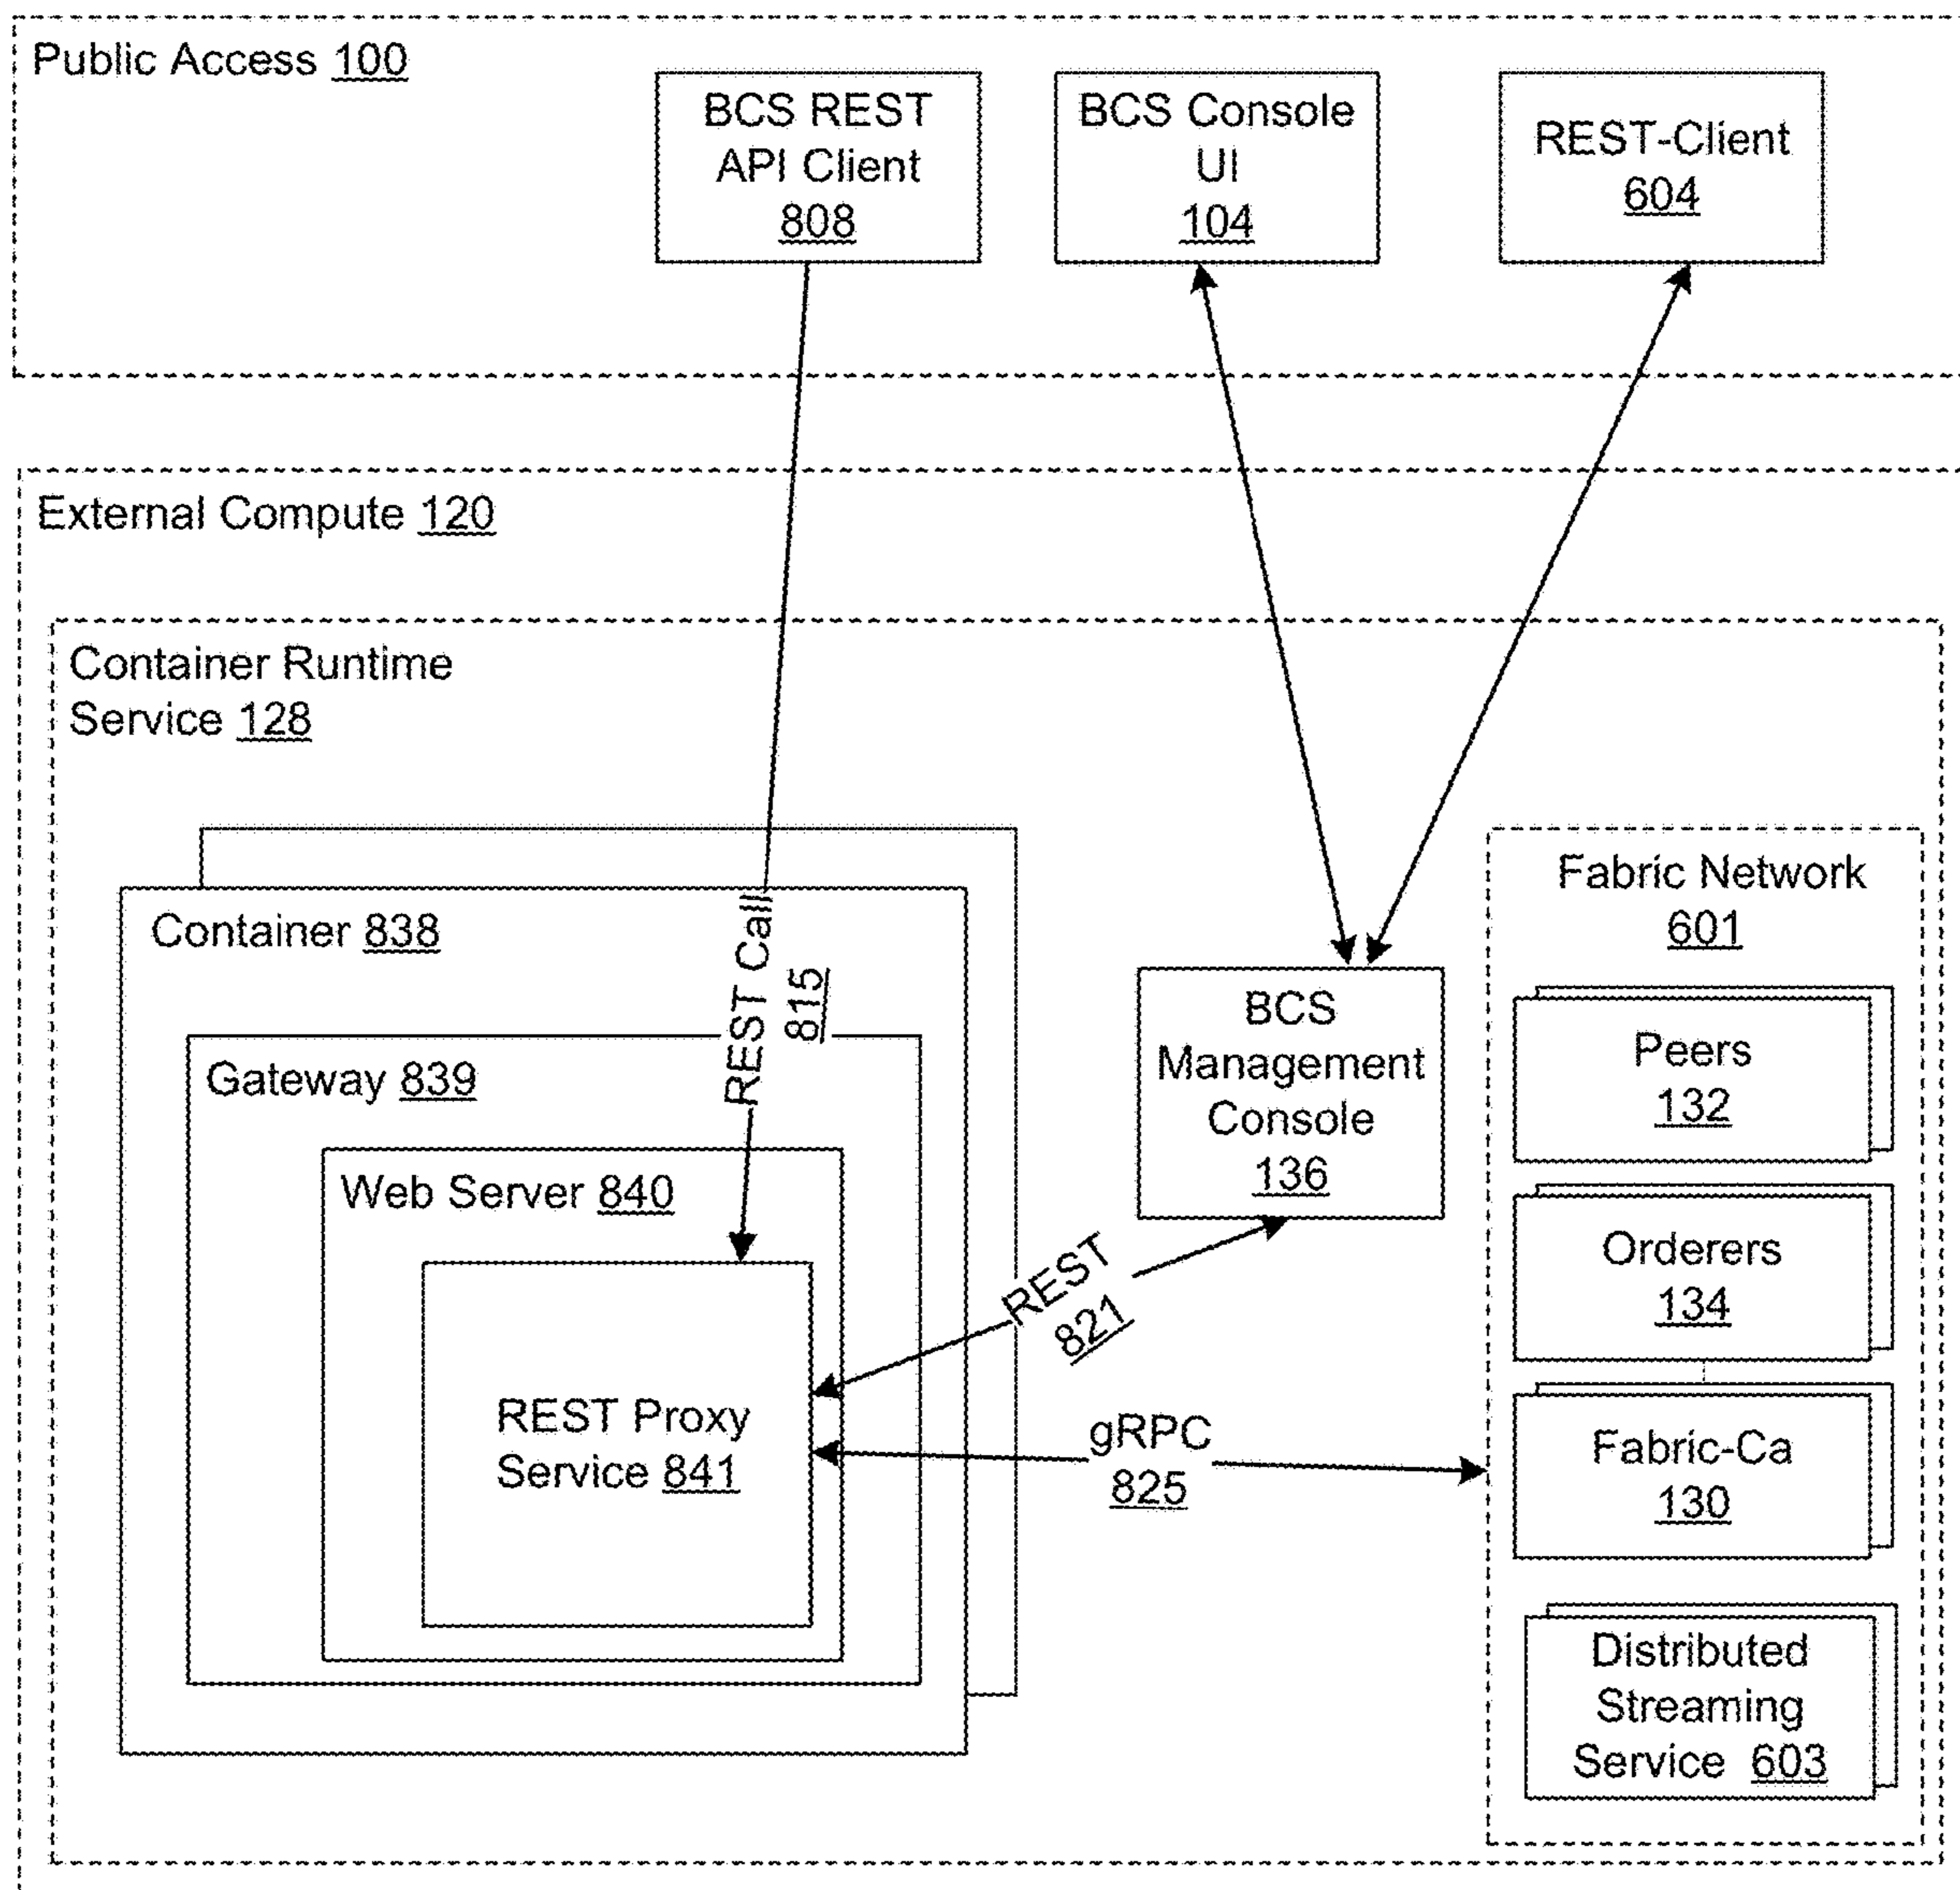 Public Access 100
BCS REST
API Client
808
BCS Console
UI
104
REST-Client
604
External Compute 120
Container Runtime
Service 128
Container 838
REST Call
815
Gateway 839
Web Server 840
REST Proxy
Service 841
BCS
Management
Console
136
REST
821
gRPC
825
Fabric Network
601
Peers
132
Orderers
134
Fabric-Ca
130
Distributed
Streaming
Service 603